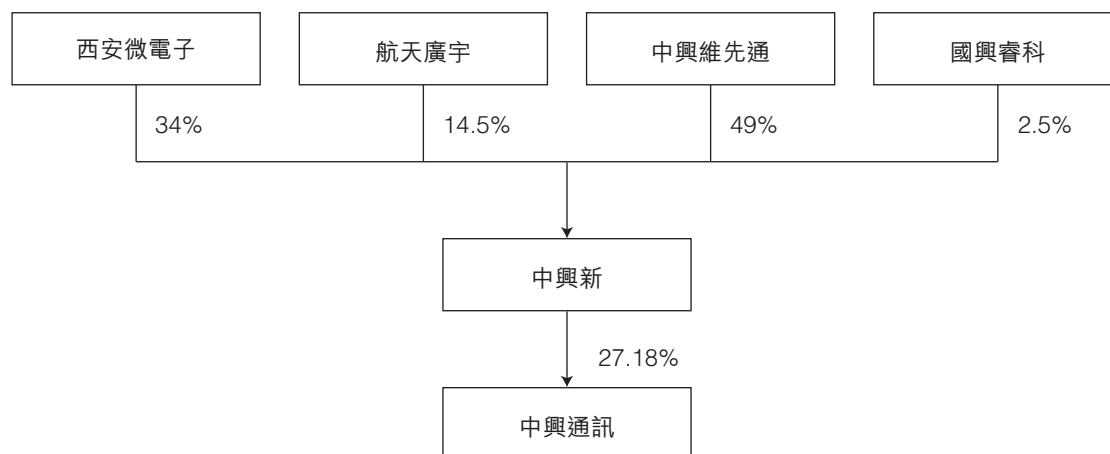 西安微電子
航天廣宇
中興維先通
國興睿科
34%
14.5%
49%
2.5%
中興新
27.18%
中興通訊